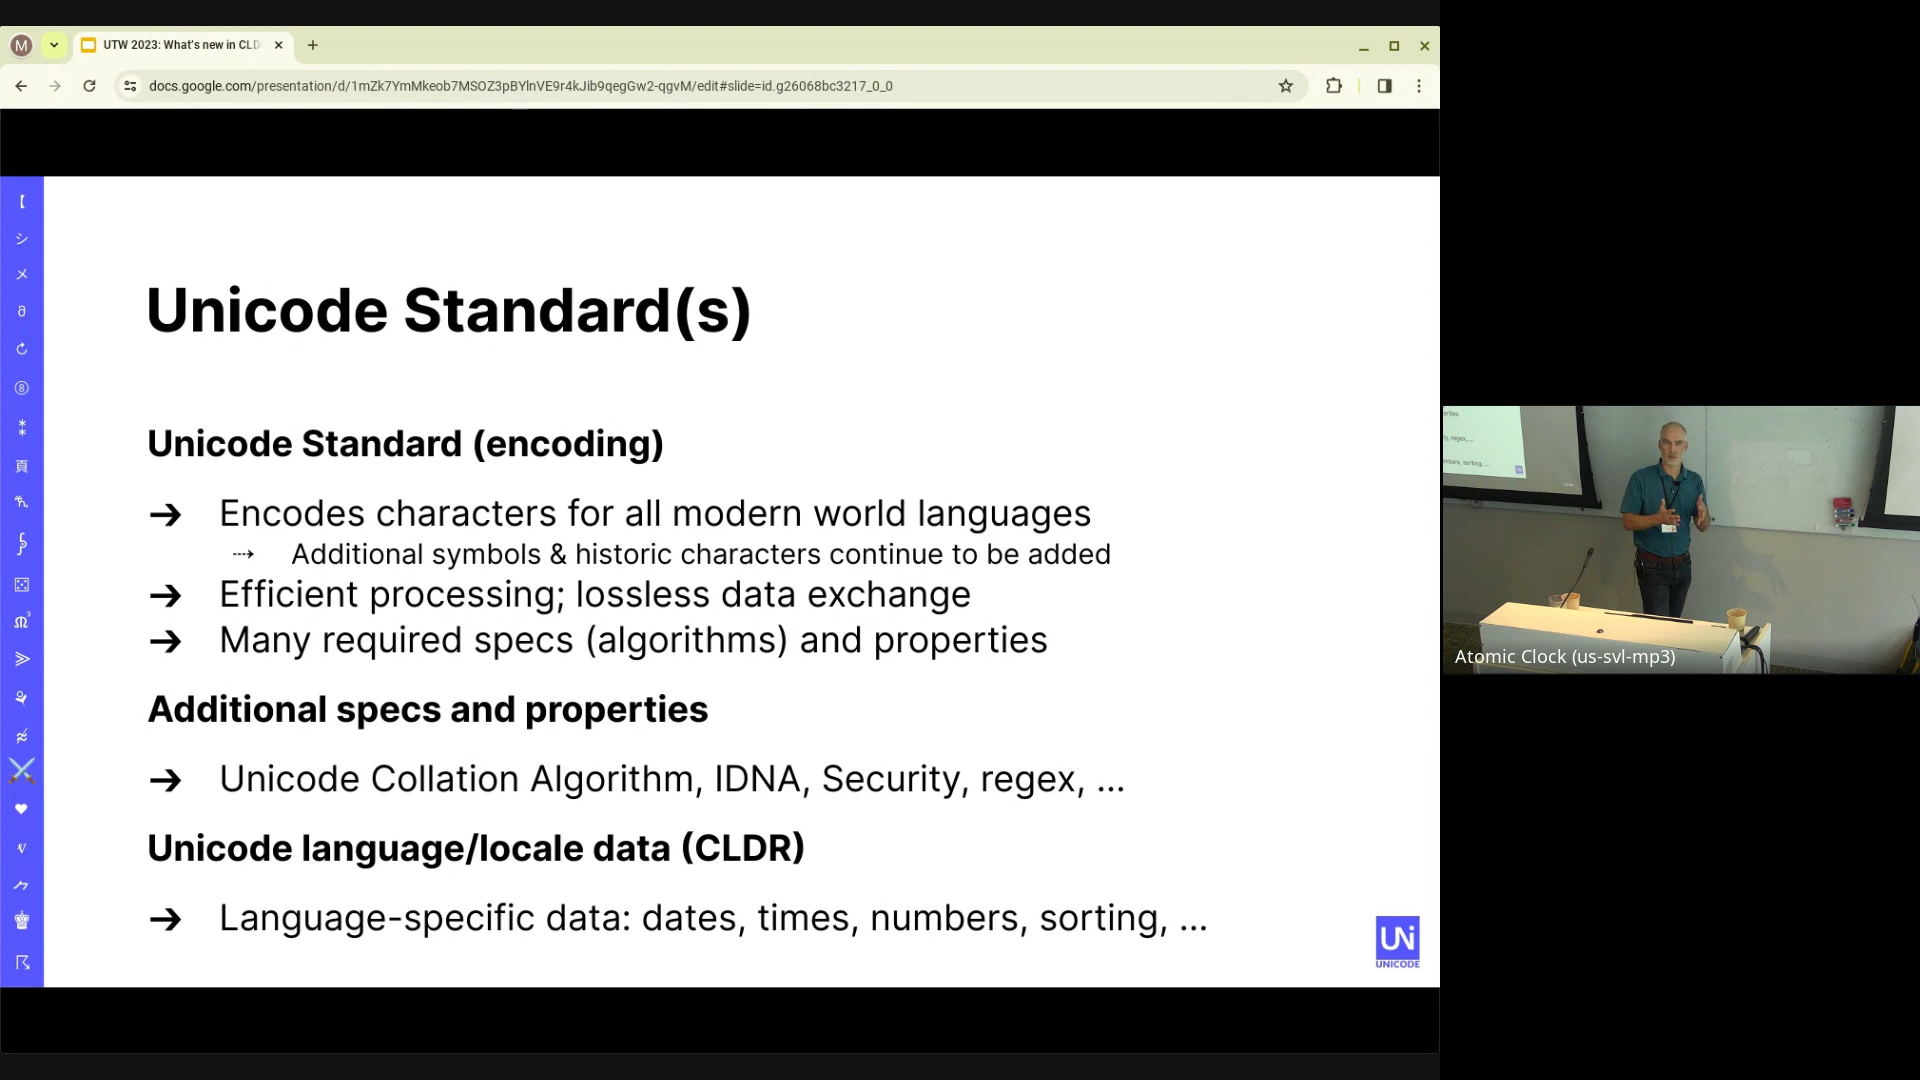 M
UTW 2023: What's new in CLD
docs.google.com/presentation/d/1mZk7YmMkeob7MSOZ3pBYlnVE9r4kJib9qegGw2-qgvM/edit#slide=id.g26068bc3217_0_0
Unicode Standard(s)
Unicode Standard (encoding)
➔ Encodes characters for all modern world languages
⇢ Additional symbols & historic characters continue to be added
➔ Efficient processing; lossless data exchange
➔ Many required specs (algorithms) and properties
Additional specs and properties
➔ Unicode Collation Algorithm, IDNA, Security, regex, ...
Unicode language/locale data (CLDR)
➔ Language-specific data: dates, times, numbers, sorting, ...
UNi
UNICODE
Atomic Clock (us-svl-mp3)